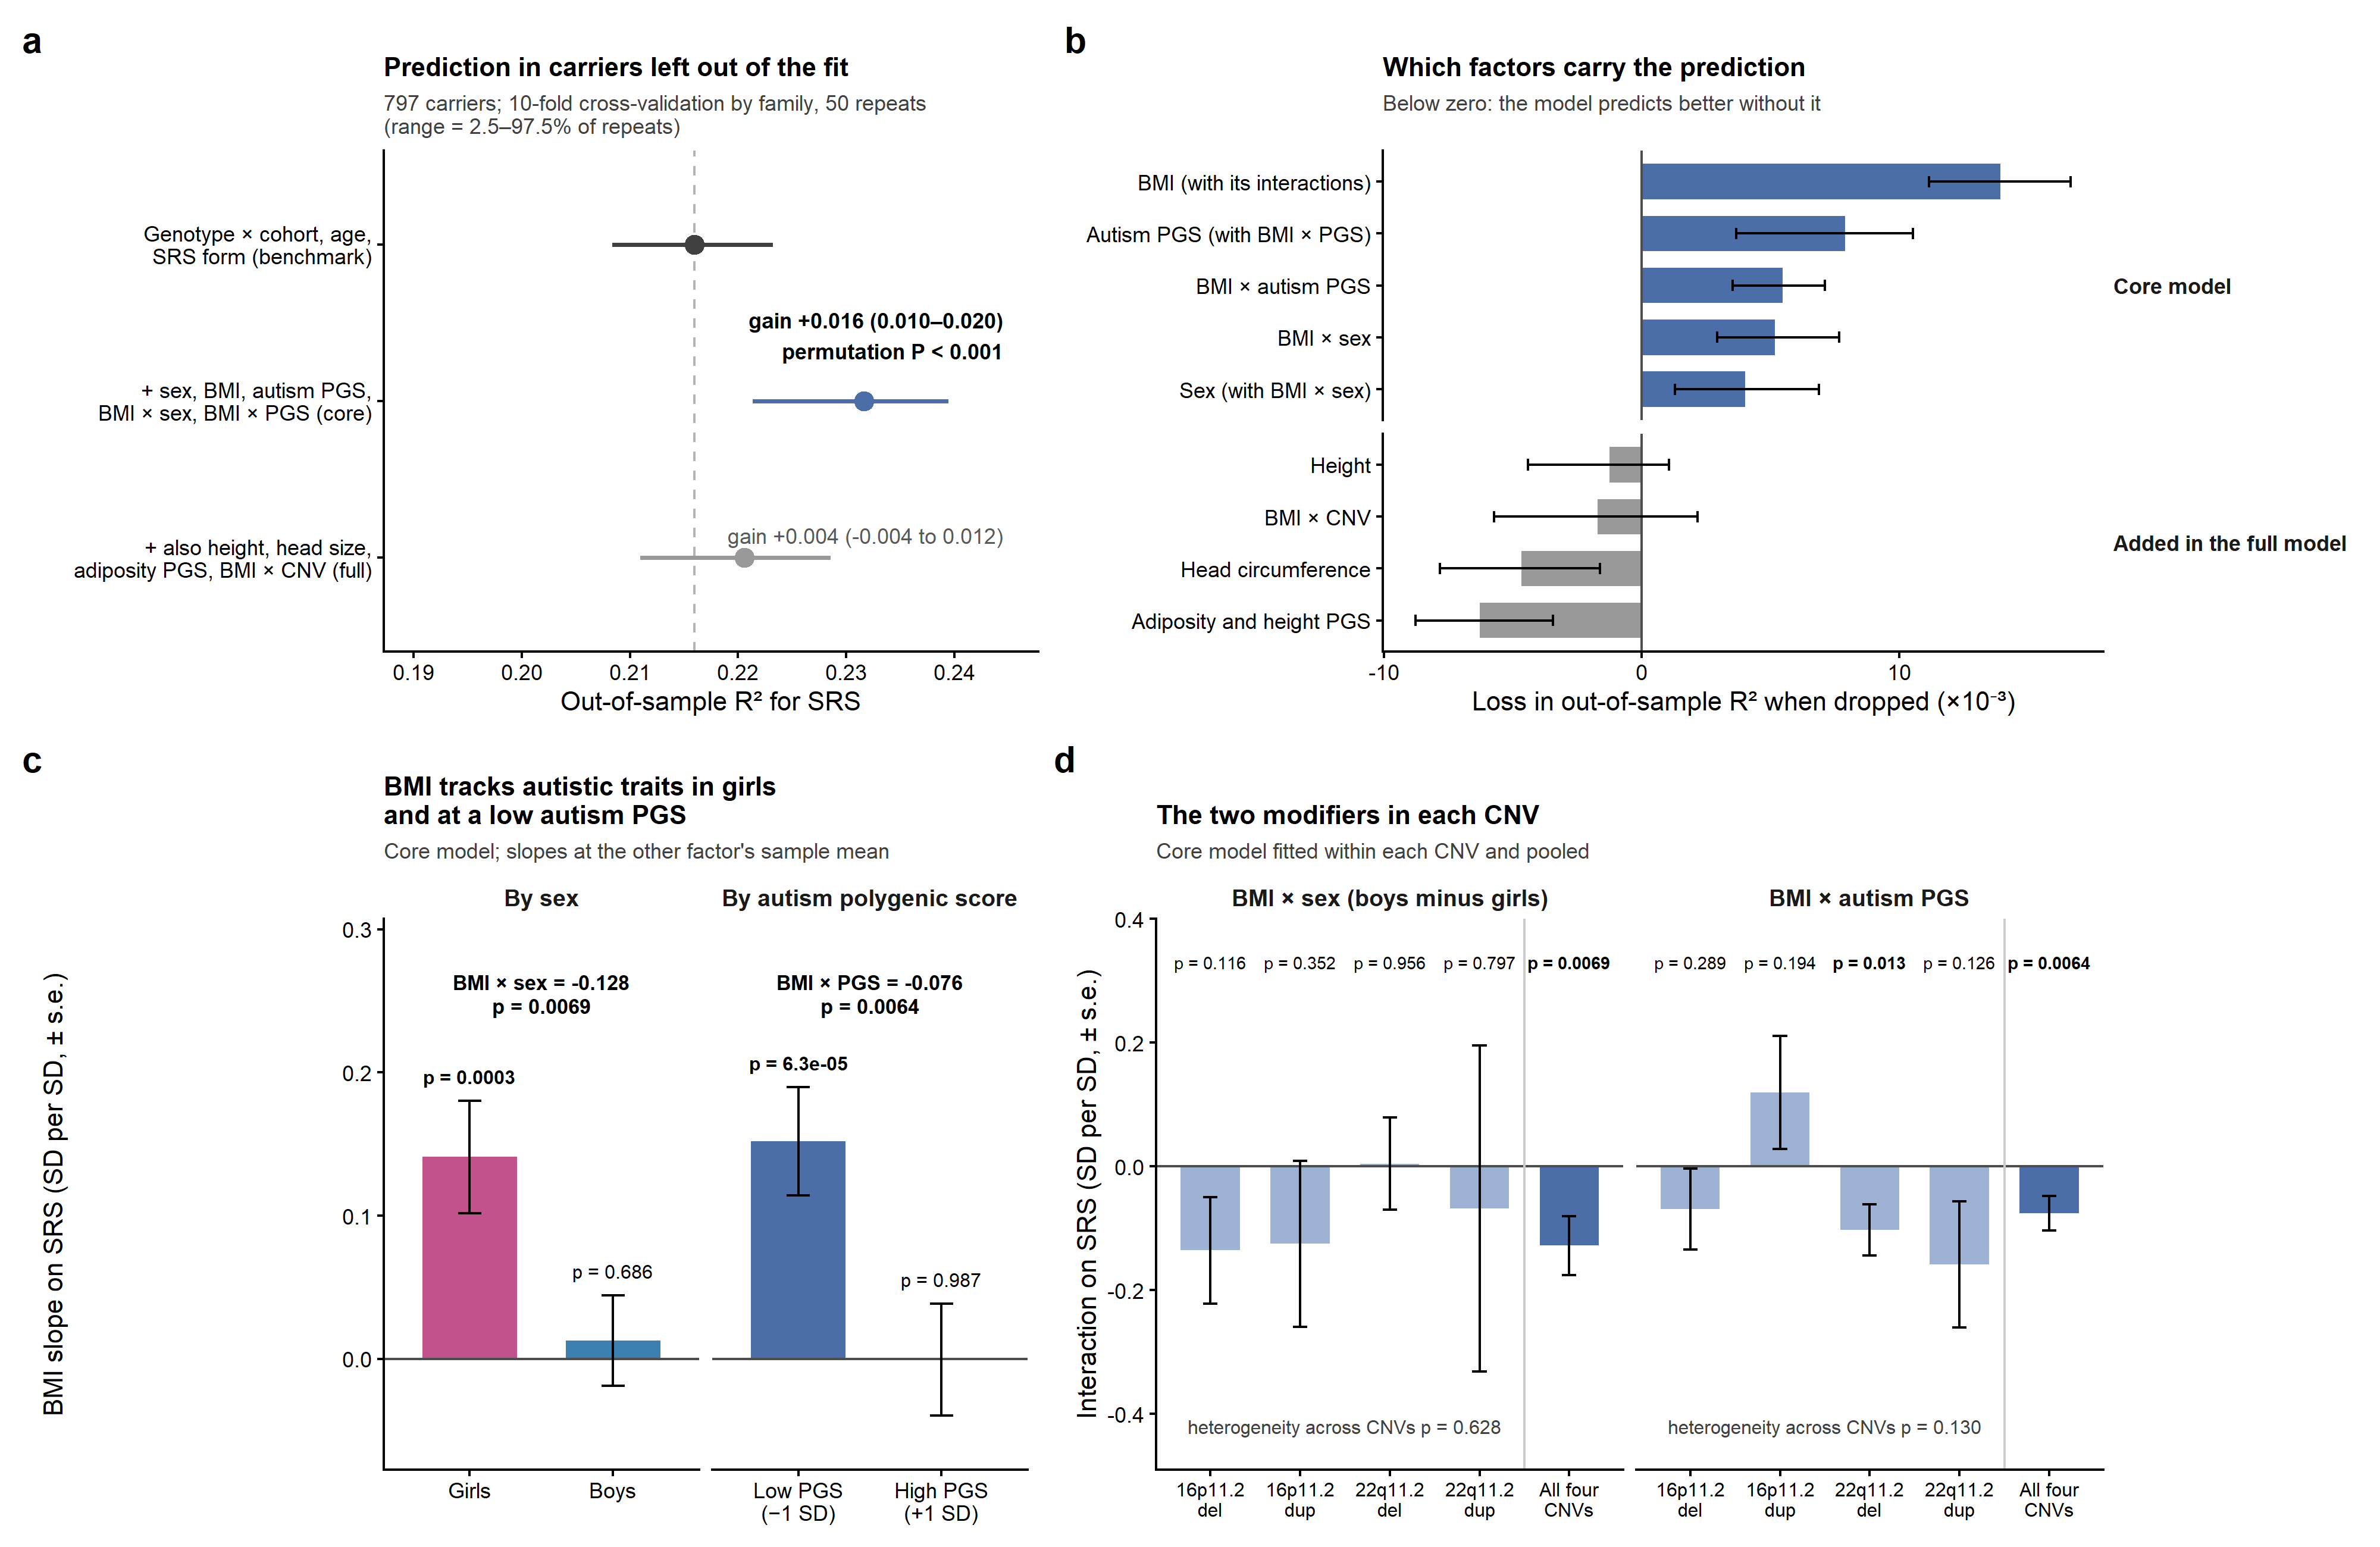 a
Prediction in carriers left out of the fit
797 carriers; 10-fold cross-validation by family, 50 repeats
(range = 2.5–97.5% of repeats)
Genotype × cohort, age,
SRS form (benchmark)
gain +0.016 (0.010–0.020)
permutation P < 0.001
+ sex, BMI, autism PGS,
BMI × sex, BMI × PGS (core)
gain +0.004 (-0.004 to 0.012)
+ also height, head size,
adiposity PGS, BMI × CNV (full)
0.19 0.20 0.21 0.22 0.23 0.24
Out-of-sample R² for SRS
b
Which factors carry the prediction
Below zero: the model predicts better without it
BMI (with its interactions)
Autism PGS (with BMI × PGS)
BMI × autism PGS
BMI × sex
Sex (with BMI × sex)
Core model
Height
BMI × CNV
Head circumference
Adiposity and height PGS
Added in the full model
-10 0 10
Loss in out-of-sample R² when dropped (×10⁻³)
c
BMI tracks autistic traits in girls
and at a low autism PGS
Core model; slopes at the other factor's sample mean
By sex
By autism polygenic score
BMI slope on SRS (SD per SD, ± s.e.)
0.3
0.2
0.1
0.0
BMI × sex = -0.128
p = 0.0069
BMI × PGS = -0.076
p = 0.0064
p = 0.0003
p = 0.686
p = 6.3e-05
p = 0.987
Girls
Boys
Low PGS
(−1 SD)
High PGS
(+1 SD)
d
The two modifiers in each CNV
Core model fitted within each CNV and pooled
BMI × sex (boys minus girls)
BMI × autism PGS
Interaction on SRS (SD per SD, ± s.e.)
0.4
0.2
0.0
-0.2
-0.4
p = 0.116 p = 0.352 p = 0.956 p = 0.797 p = 0.0069
p = 0.289 p = 0.194 p = 0.013 p = 0.126 p = 0.0064
heterogeneity across CNVs p = 0.628
heterogeneity across CNVs p = 0.130
16p11.2
del
16p11.2
dup
22q11.2
del
22q11.2
dup
All four
CNVs
16p11.2
del
16p11.2
dup
22q11.2
del
22q11.2
dup
All four
CNVs